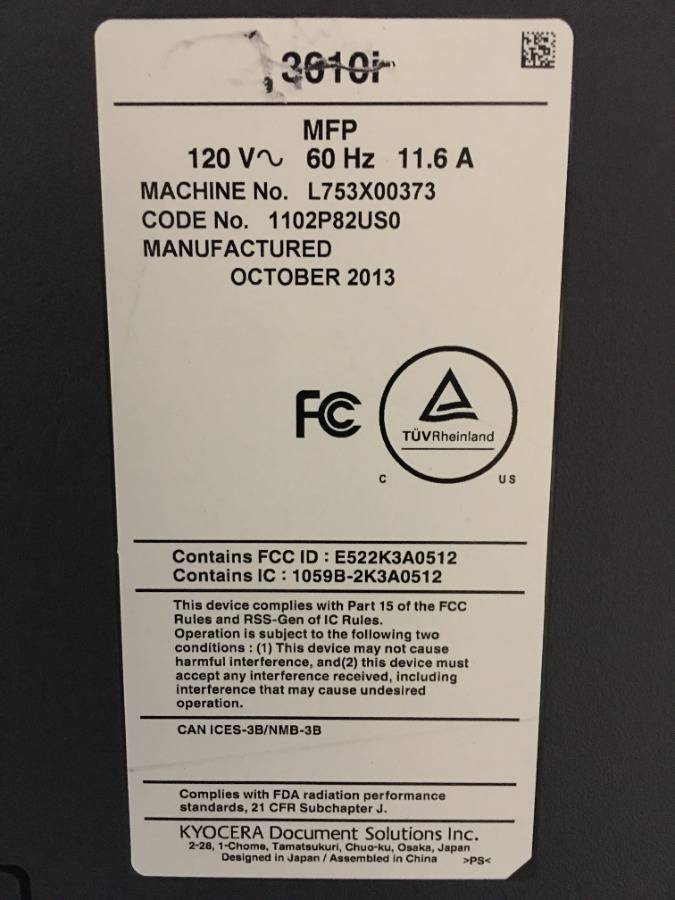 3010i
MFP
120 V∿ 60 Hz 11.6 A
MACHINE No. L753X00373
CODE No. 1102P82US0
MANUFACTURED
OCTOBER 2013
FC
TÜVRheinland
C US
Contains FCC ID : E522K3A0512
Contains IC : 1059B-2K3A0512
This device complies with Part 15 of the FCC
Rules and RSS-Gen of IC Rules.
Operation is subject to the following two
conditions : (1) This device may not cause
harmful interference, and(2) this device must
accept any interference received, including
interference that may cause undesired
operation.
CAN ICES-3B/NMB-3B
Complies with FDA radiation performance
standards, 21 CFR Subchapter J.
KYOCERA Document Solutions Inc.
2-28, 1-Chome, Tamatsukuri, Chuo-ku, Osaka, Japan
Designed in Japan / Assembled in China >PS<